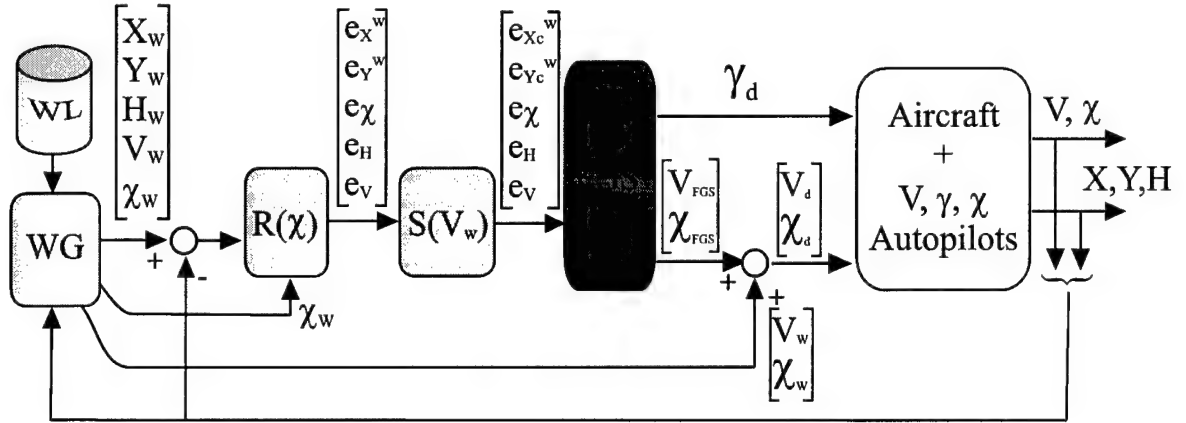 WL
WG
X_W
Y_W
H_W
V_W
χ_W
+
-
R(χ)
χ_W
e_X^w
e_Y^w
e_χ
e_H
e_V
S(V_w)
e_Xc^w
e_Yc^w
e_χ
e_H
e_V
γ_d
V_FGS
χ_FGS
+
+
V_w
χ_w
V_d
χ_d
Aircraft
+
V, γ, χ
Autopilots
V, χ
X,Y,H